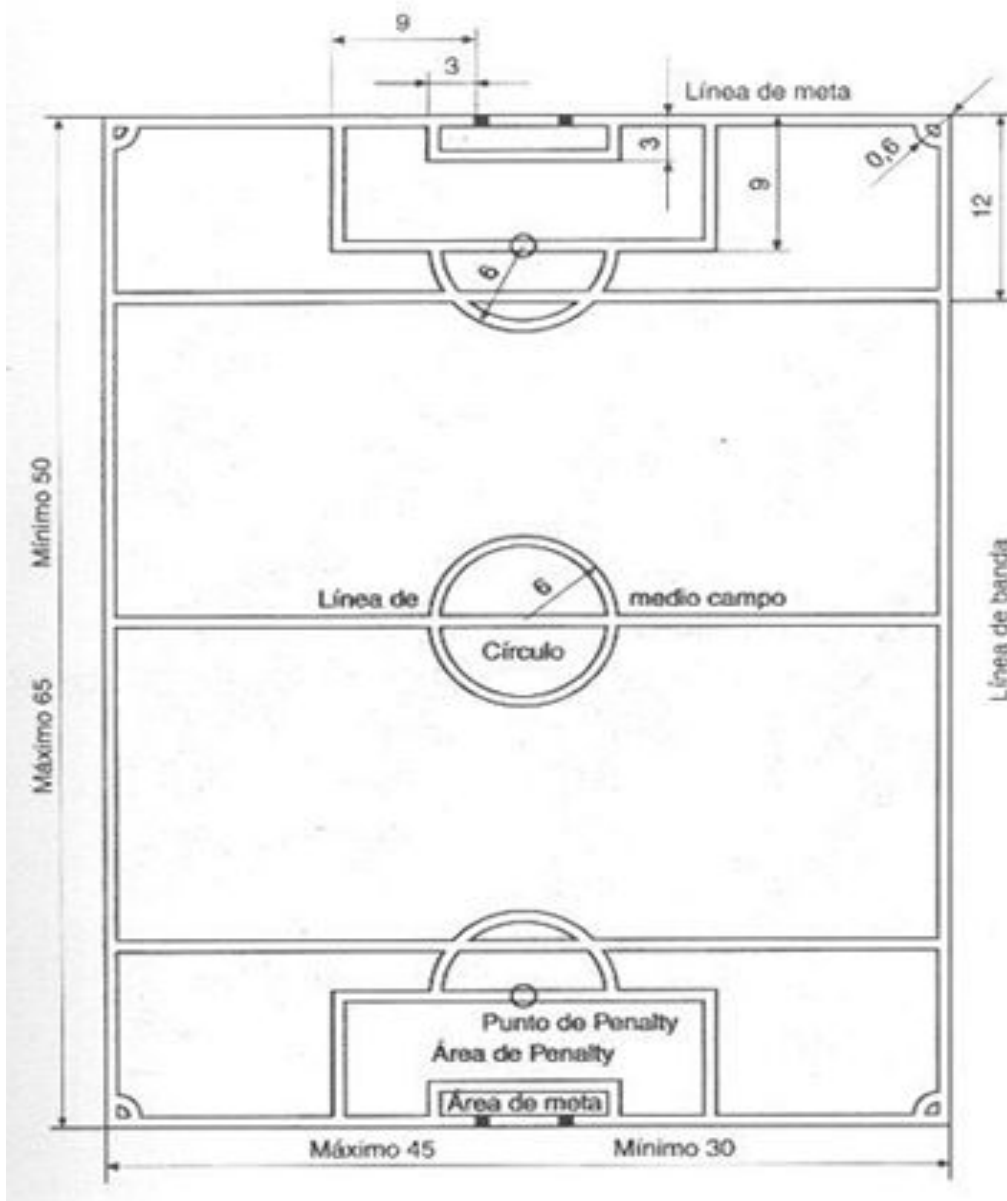 9
3
Línea de meta
3
9
0,6
12
6
Mínimo 50
Máximo 65
6
Línea de medio campo
Círculo
Línea de banda
Punto de Penalty
Área de Penalty
Área de meta
Máximo 45
Mínimo 30